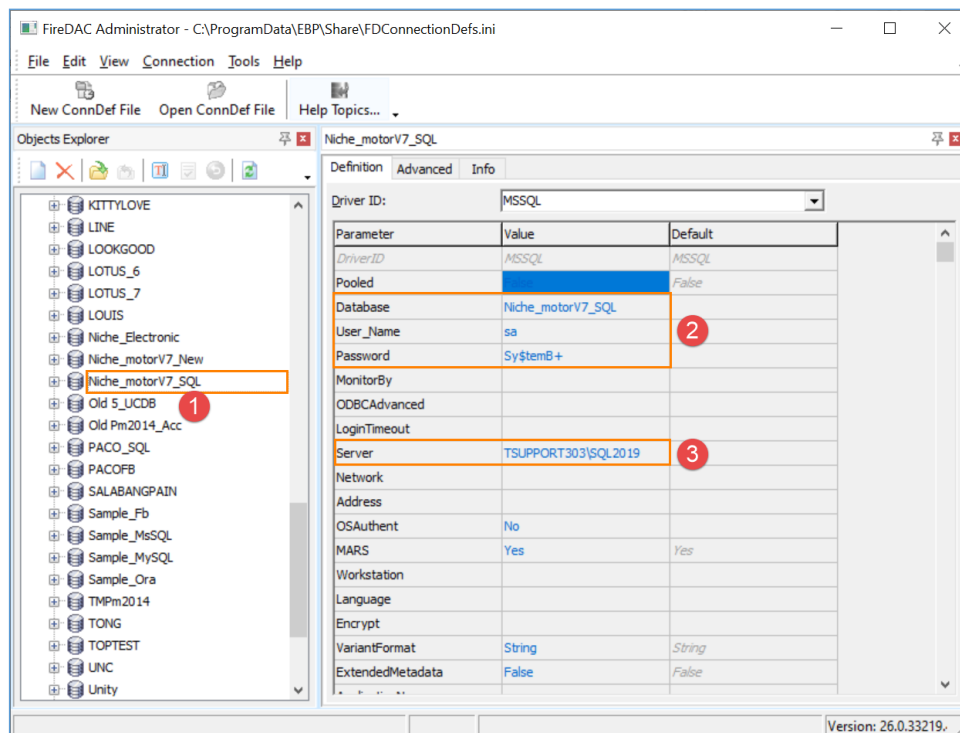 FireDAC Administrator - C:\ProgramData\EBP\Share\FDConnectionDefs.ini
File Edit View Connection Tools Help
New ConnDef File Open ConnDef File Help Topics...
Objects Explorer
KITTYLOVE
LINE
LOOKGOOD
LOTUS_6
LOTUS_7
LOUIS
Niche_Electronic
Niche_motorV7_New
Niche_motorV7_SQL
1
Old 5_UCDB
Old Pm2014_Acc
PACO_SQL
PACOFB
SALABANGPAIN
Sample_Fb
Sample_MsSQL
Sample_MySQL
Sample_Ora
TMPm2014
TONG
TOPTEST
UNC
Unity
Niche_motorV7_SQL
Definition Advanced Info
Driver ID: MSSQL
Parameter Value Default
DriverID MSSQL MSSQL
Pooled False False
Database Niche_motorV7_SQL
User_Name sa
2
Password Sy$temB+
MonitorBy
ODBCAdvanced
LoginTimeout
Server TSUPPORT303\SQL2019
3
Network
Address
OSAuthent No
MARS Yes Yes
Workstation
Language
Encrypt
VariantFormat String String
ExtendedMetadata False False
Version: 26.0.33219.